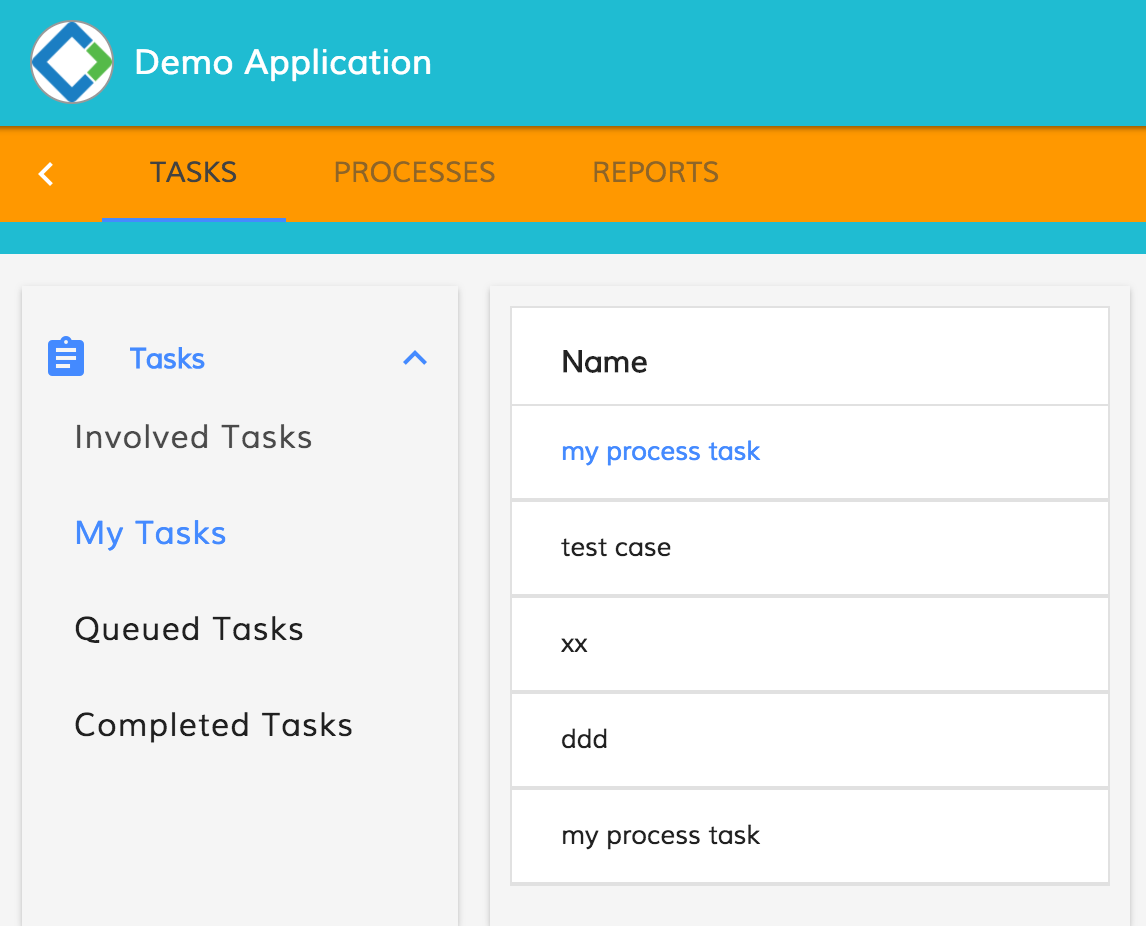 Demo Application
TASKS PROCESSES REPORTS
Tasks
Involved Tasks
My Tasks
Queued Tasks
Completed Tasks
Name
my process task
test case
xx
ddd
my process task